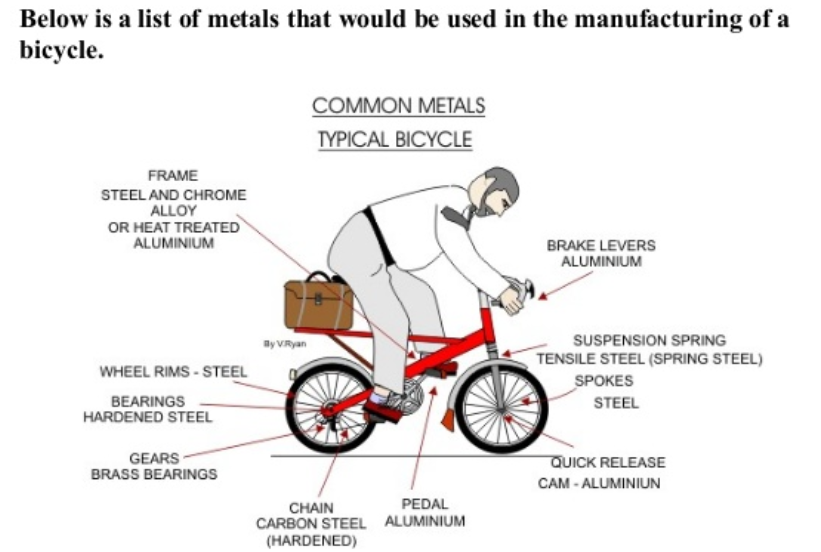 Below is a list of metals that would be used in the manufacturing of a
bicycle.
COMMON METALS
TYPICAL BICYCLE
FRAME
STEEL AND CHROME
ALLOY
OR HEAT TREATED
ALUMINIUM
BRAKE LEVERS
ALUMINIUM
By V.Ryan
SUSPENSION SPRING
TENSILE STEEL (SPRING STEEL)
WHEEL RIMS - STEEL
SPOKES
STEEL
BEARINGS
HARDENED STEEL
GEARS
BRASS BEARINGS
QUICK RELEASE
CAM - ALUMINIUN
CHAIN
CARBON STEEL
(HARDENED)
PEDAL
ALUMINIUM